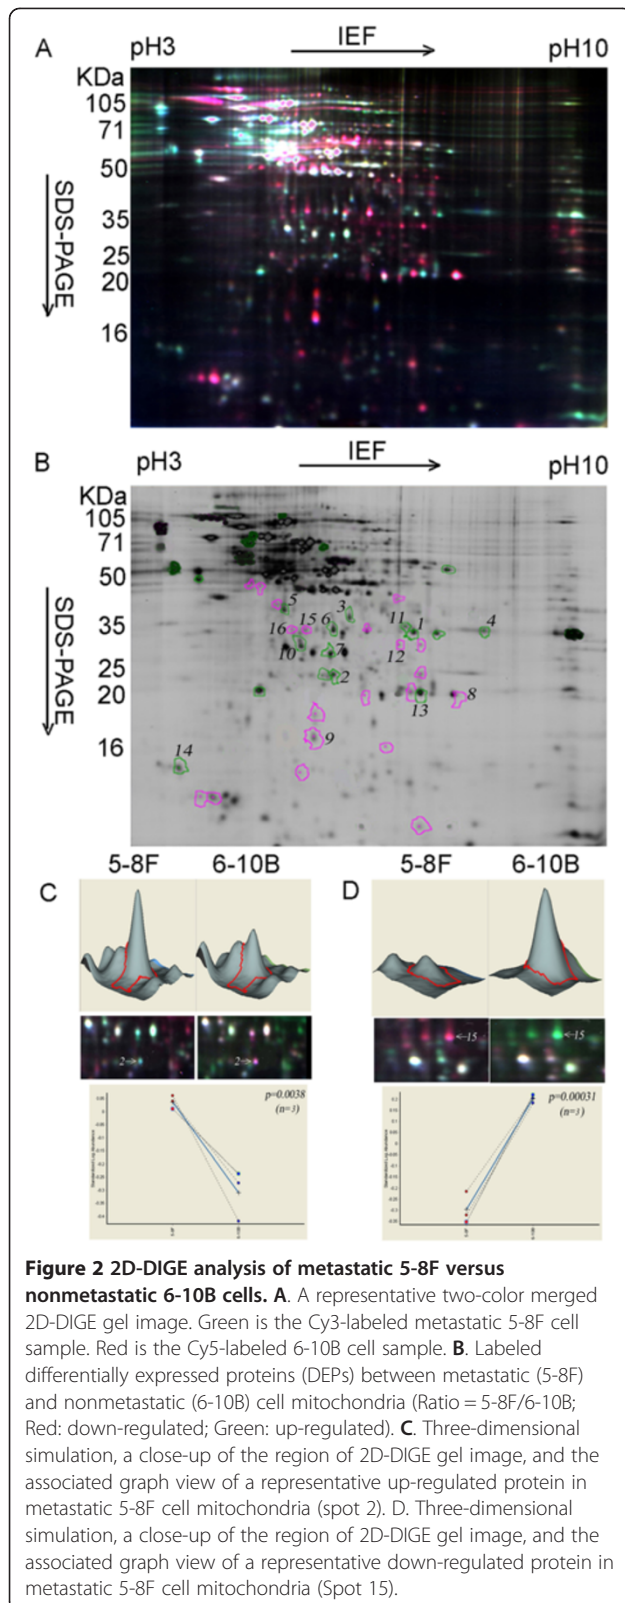 A
pH3
IEF
pH10
KDa
105
71
50
35
25
20
16
SDS-PAGE
B
pH3
IEF
pH10
KDa
105
71
50
35
25
20
16
SDS-PAGE
5
3
16
15
6
11
1
4
10
7
12
2
13
8
9
14
5-8F
6-10B
5-8F
6-10B
C
D
2
2
15
15
p=0.0038
(n=3)
p=0.00031
(n=3)
5-8F
6-10B
5-8F
6-10B
Figure 2 2D-DIGE analysis of metastatic 5-8F versus
nonmetastatic 6-10B cells. A. A representative two-color merged
2D-DIGE gel image. Green is the Cy3-labeled metastatic 5-8F cell
sample. Red is the Cy5-labeled 6-10B cell sample. B. Labeled
differentially expressed proteins (DEPs) between metastatic (5-8F)
and nonmetastatic (6-10B) cell mitochondria (Ratio = 5-8F/6-10B;
Red: down-regulated; Green: up-regulated). C. Three-dimensional
simulation, a close-up of the region of 2D-DIGE gel image, and the
associated graph view of a representative up-regulated protein in
metastatic 5-8F cell mitochondria (spot 2). D. Three-dimensional
simulation, a close-up of the region of 2D-DIGE gel image, and the
associated graph view of a representative down-regulated protein in
metastatic 5-8F cell mitochondria (Spot 15).